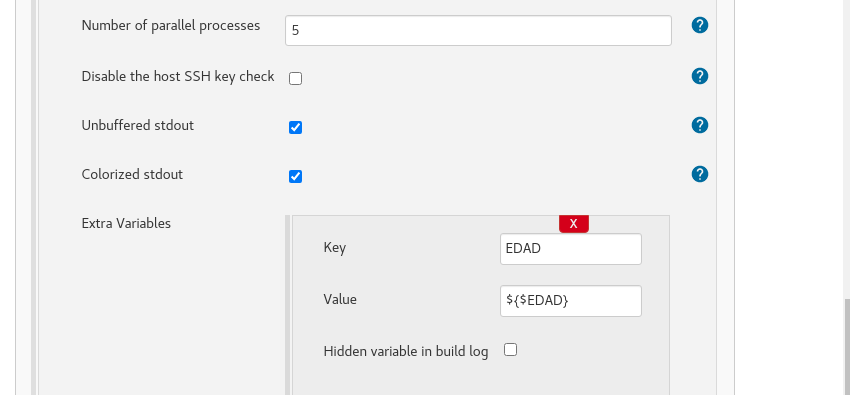 Number of parallel processes
5
?
Disable the host SSH key check
?
Unbuffered stdout
?
Colorized stdout
?
Extra Variables
X
Key
EDAD
Value
${$EDAD}
Hidden variable in build log